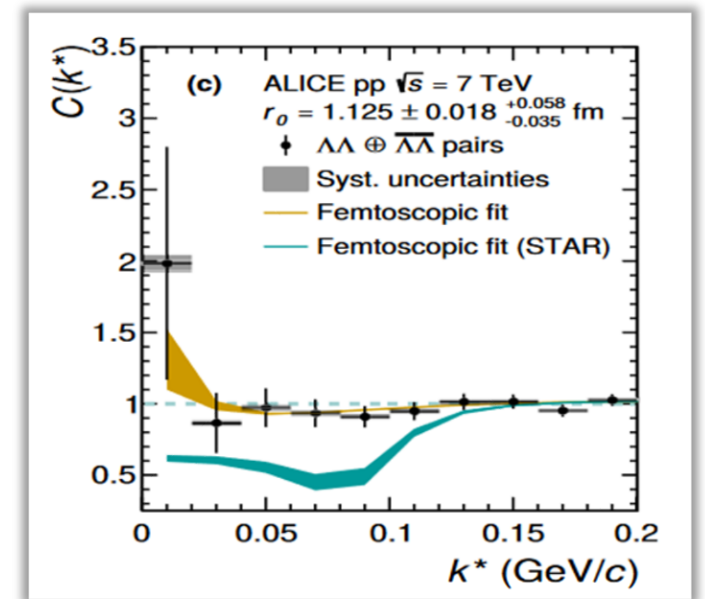 C(k*)
3.5
3
2.5
2
1.5
1
0.5
(c) ALICE pp √s = 7 TeV
r₀ = 1.125 ± 0.018 +0.058 -0.035 fm
ΛΛ ⊕ Λ̅Λ̅ pairs
Syst. uncertainties
Femtoscopic fit
Femtoscopic fit (STAR)
0 0.05 0.1 0.15 0.2
k* (GeV/c)